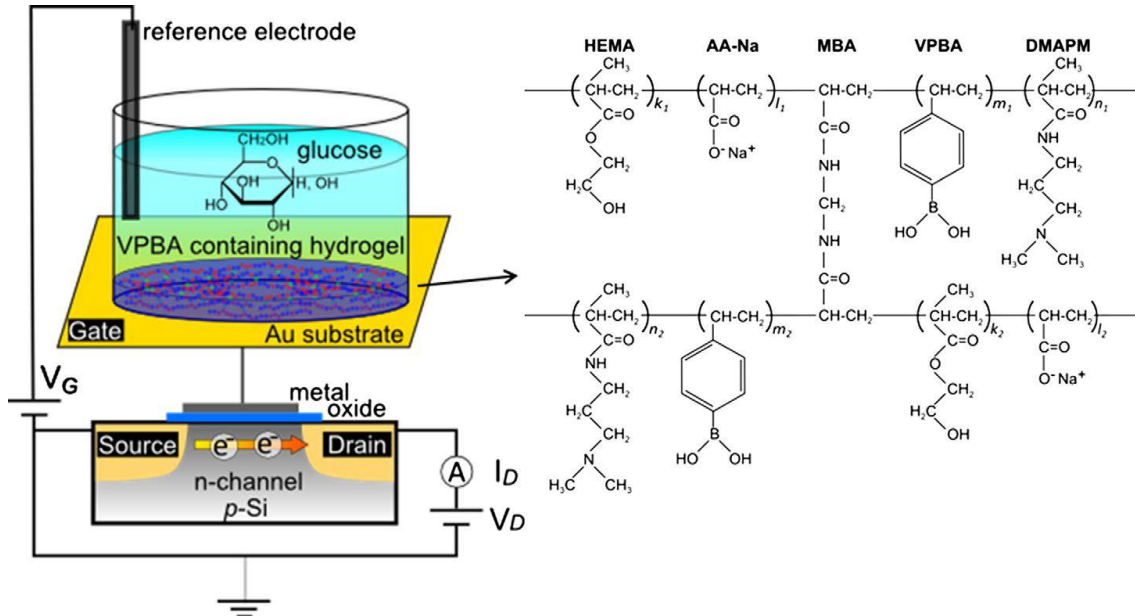 reference electrode
CH₂OH
glucose
O
OH
H, OH
HO
OH
VPBA containing hydrogel
Gate
Au substrate
V_G
metal
oxide
Source
e⁻
e⁻
Drain
n-channel
p-Si
A
I_D
V_D
HEMA
AA-Na
MBA
VPBA
DMAPM
CH₃
CH₃
(CH-CH₂)k₁
(CH-CH₂)l₁
CH-CH₂
(CH-CH₂)m₁
(CH-CH₂)n₁
C=O
C=O
C=O
C=O
O
O⁻ Na⁺
NH
NH
CH₂
CH₂
H₂C
CH₂
H₂C
OH
B
CH₂
HO
OH
N
NH
H₃C
CH₃
C=O
CH₃
CH₃
(CH-CH₂)n₂
(CH-CH₂)m₂
CH-CH₂
(CH-CH₂)k₂
(CH-CH₂)l₂
C=O
C=O
C=O
NH
O
O⁻ Na⁺
CH₂
CH₂
H₂C
H₂C
CH₂
OH
B
N
HO
OH
H₃C
CH₃